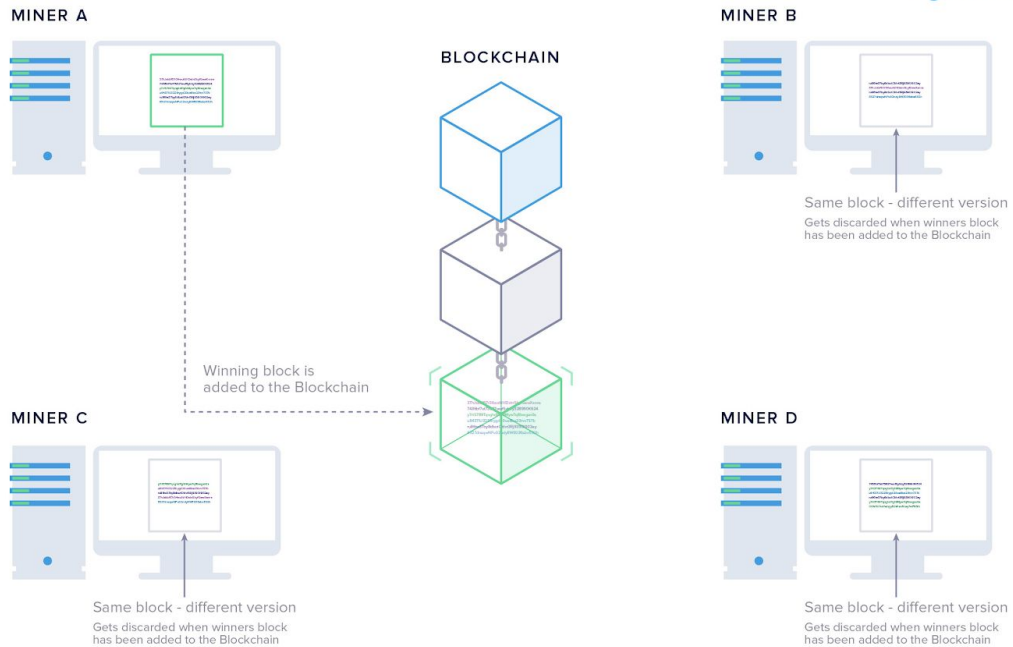 MINER A
MINER B
BLOCKCHAIN
Same block - different version
Gets discarded when winners block
has been added to the Blockchain
Winning block is
added to the Blockchain
MINER C
MINER D
Same block - different version
Gets discarded when winners block
has been added to the Blockchain
Same block - different version
Gets discarded when winners block
has been added to the Blockchain